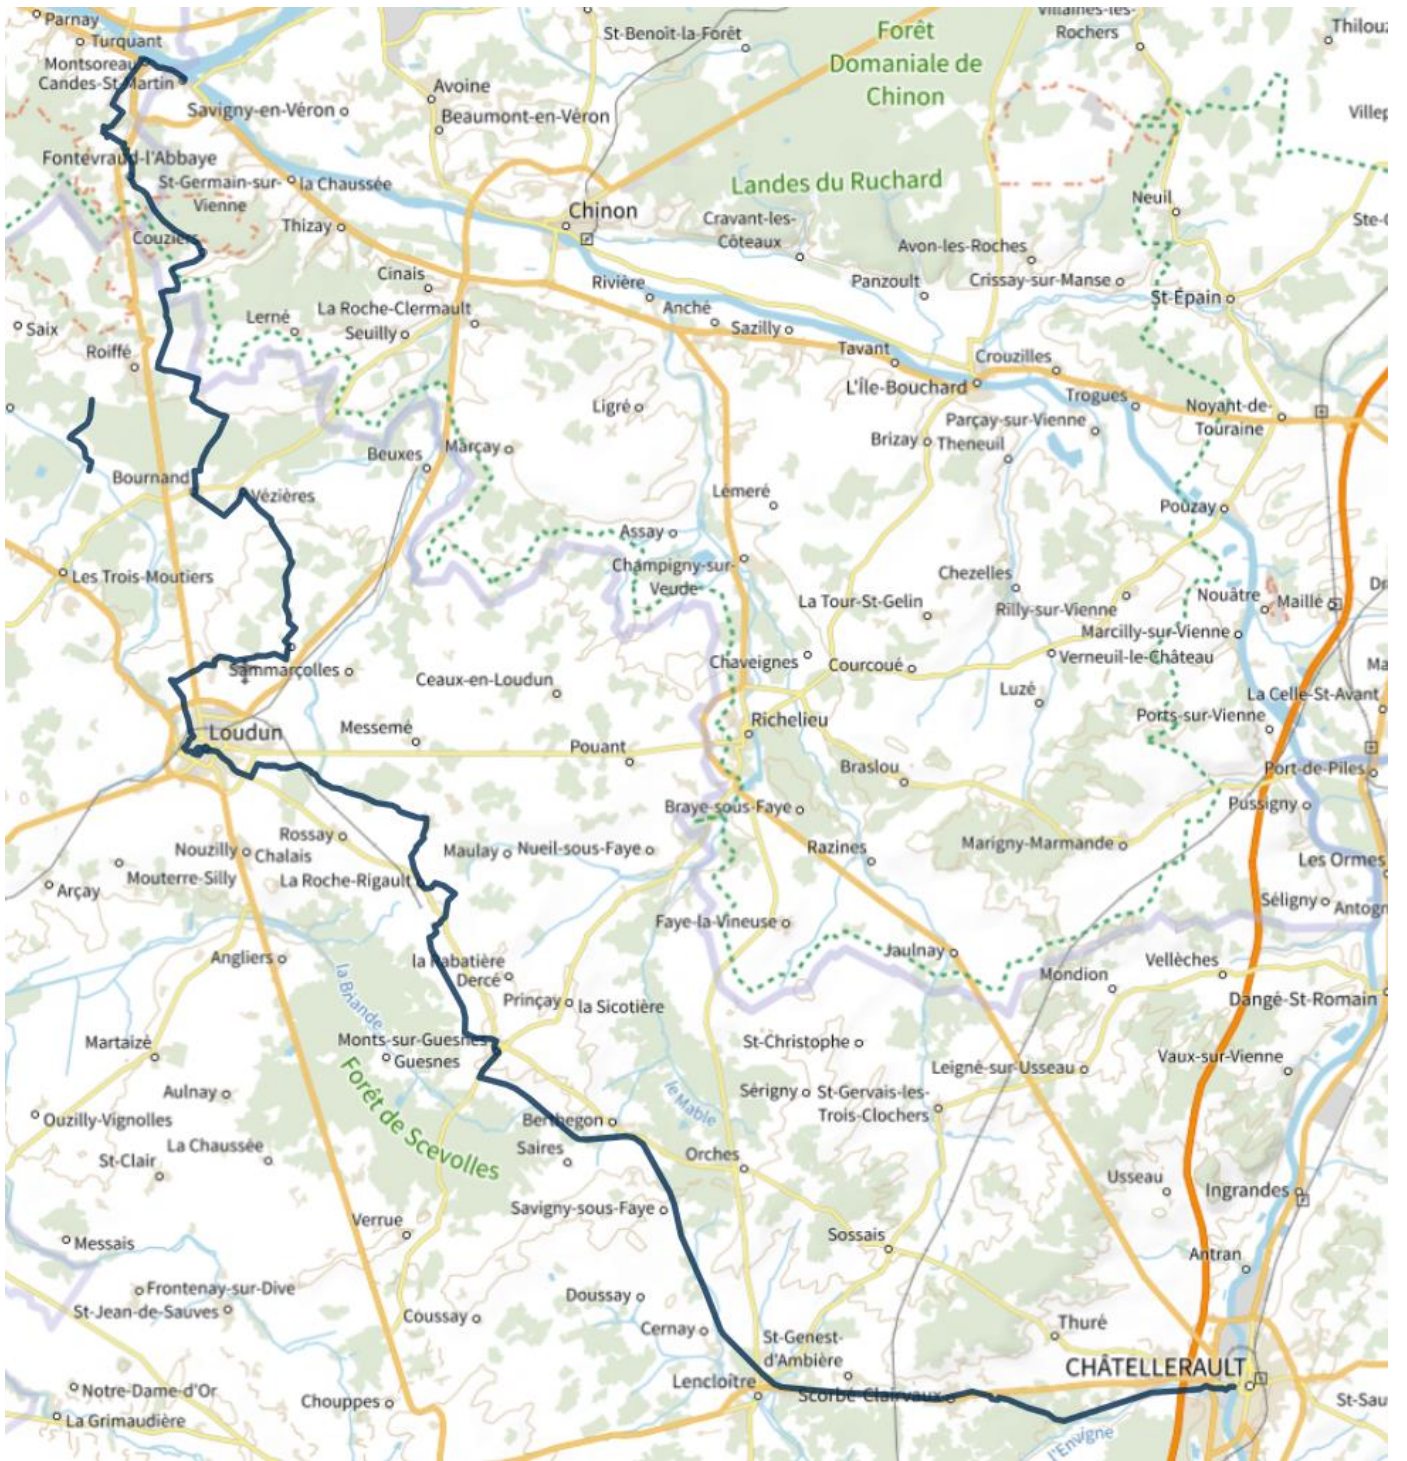 Parnay
Turquant
Montsoreau
Candes-St-Martin
St-Benoît-la-Forêt
Forêt
Domaniale de
Chinon
Villaines-les-
Rochers
Avoine
Savigny-en-Véron
Beaumont-en-Véron
Fontevraud-l'Abbaye
St-Germain-sur-
Vienne
la Chaussée
Landes du Ruchard
Neuil
Thizay
Chinon
Cravant-les-
Côteaux
Couziers
Avon-les-Roches
Cinais
Rivière
Panzoult
Crissay-sur-Manse
St-Épain
Saix
Lerné
La Roche-Clermault
Seuilly
Anché
Sazilly
Roiffé
Tavant
Crouzilles
L'Île-Bouchard
Trogues
Ligré
Noyant-de-
Touraine
Parçay-sur-Vienne
Brizay
Theneuil
Marçay
Beuxes
Bournand
Vézières
Lémeré
Pouzay
Assay
Champigny-sur-
Veude
Les Trois-Moutiers
Chezelles
La Tour-St-Gelin
Rilly-sur-Vienne
Nouâtre
Maillé
Marcilly-sur-Vienne
Verneuil-le-Château
Sammarçolles
Ceaux-en-Loudun
Chaveignes
Courcoué
Luzé
La Celle-St-Avant
Ports-sur-Vienne
Loudun
Messemé
Pouant
Richelieu
Braslou
Port-de-Piles
Braye-sous-Faye
Pussigny
Rossay
Nouzilly
Chalais
Maulay
Nueil-sous-Faye
Razines
Marigny-Marmande
Les Ormes
Mouterre-Silly
La Roche-Rigault
Arçay
Séligny
Faye-la-Vineuse
Angliers
la Briande
la Rabatière
Dercé
Jaulnay
Mondion
Vellèches
Prinçay
la Sicotière
Dangé-St-Romain
Martaizé
Monts-sur-Guesnes
Guesnes
St-Christophe
Leigné-sur-Usseau
Vaux-sur-Vienne
Aulnay
Forêt de Scevolles
le Mable
Sérigny
St-Gervais-les-
Trois-Clochers
Ouzilly-Vignolles
Berthegon
La Chaussée
St-Clair
Saires
Orches
Usseau
Ingrandes
Verrue
Savigny-sous-Faye
Messais
Sossais
Antran
Frontenay-sur-Dive
St-Jean-de-Sauves
Doussay
Coussay
Cernay
St-Genest-
d'Ambière
Thuré
CHÂTELLERAULT
Notre-Dame-d'Or
Lencloître
Scorbé-Clairvaux
Chouppes
La Grimaudière
l'Envigne